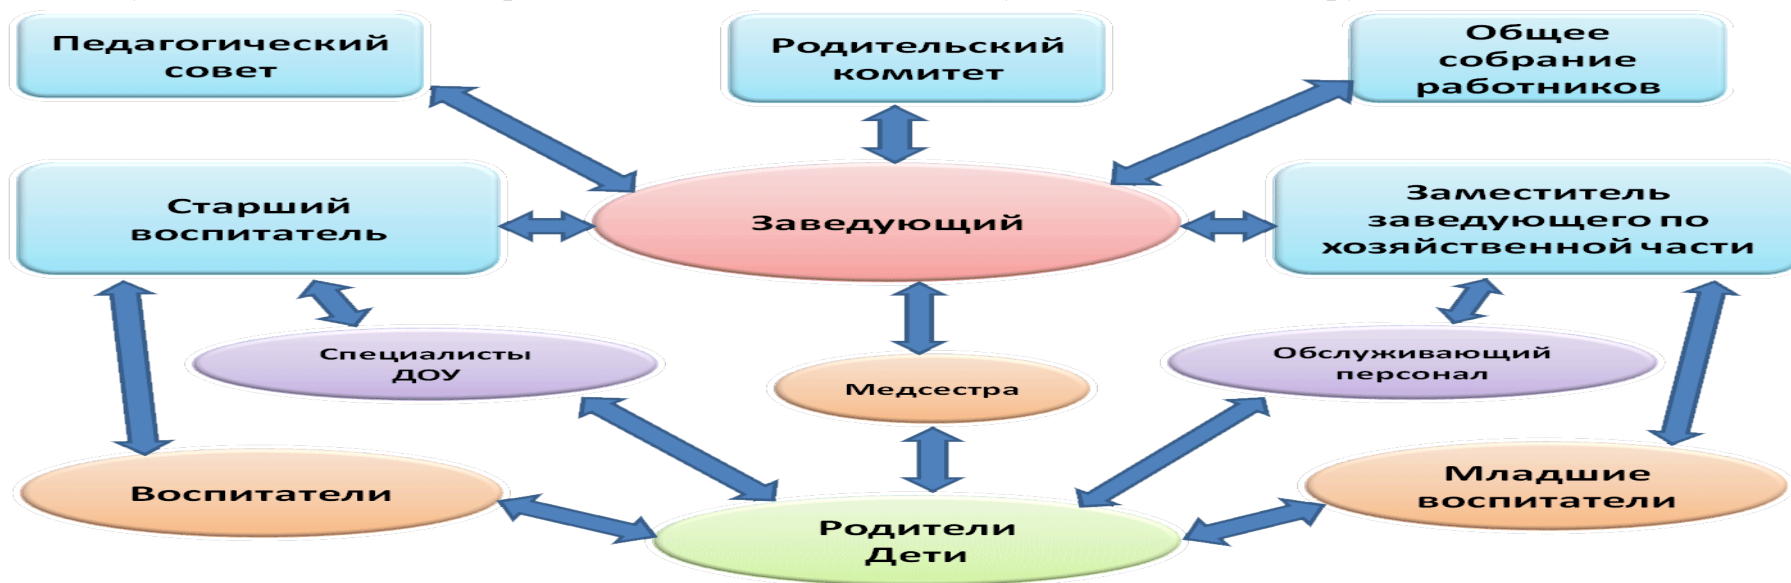 Педагогический
совет
Родительский
комитет
Общее
собрание
работников
Старший
воспитатель
Заведующий
Заместитель
заведующего по
хозяйственной части
Специалисты
ДОУ
Медсестра
Обслуживающий
персонал
Воспитатели
Родители
Дети
Младшие
воспитатели